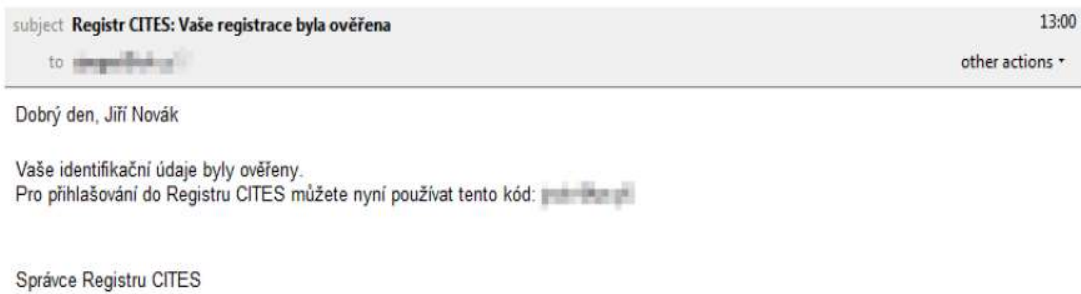 subject Registr CITES: Vaše registrace byla ověřena 13:00
to other actions
Dobrý den, Jiří Novák
Vaše identifikační údaje byly ověřeny.
Pro přihlašování do Registru CITES můžete nyní používat tento kód:
Správce Registru CITES